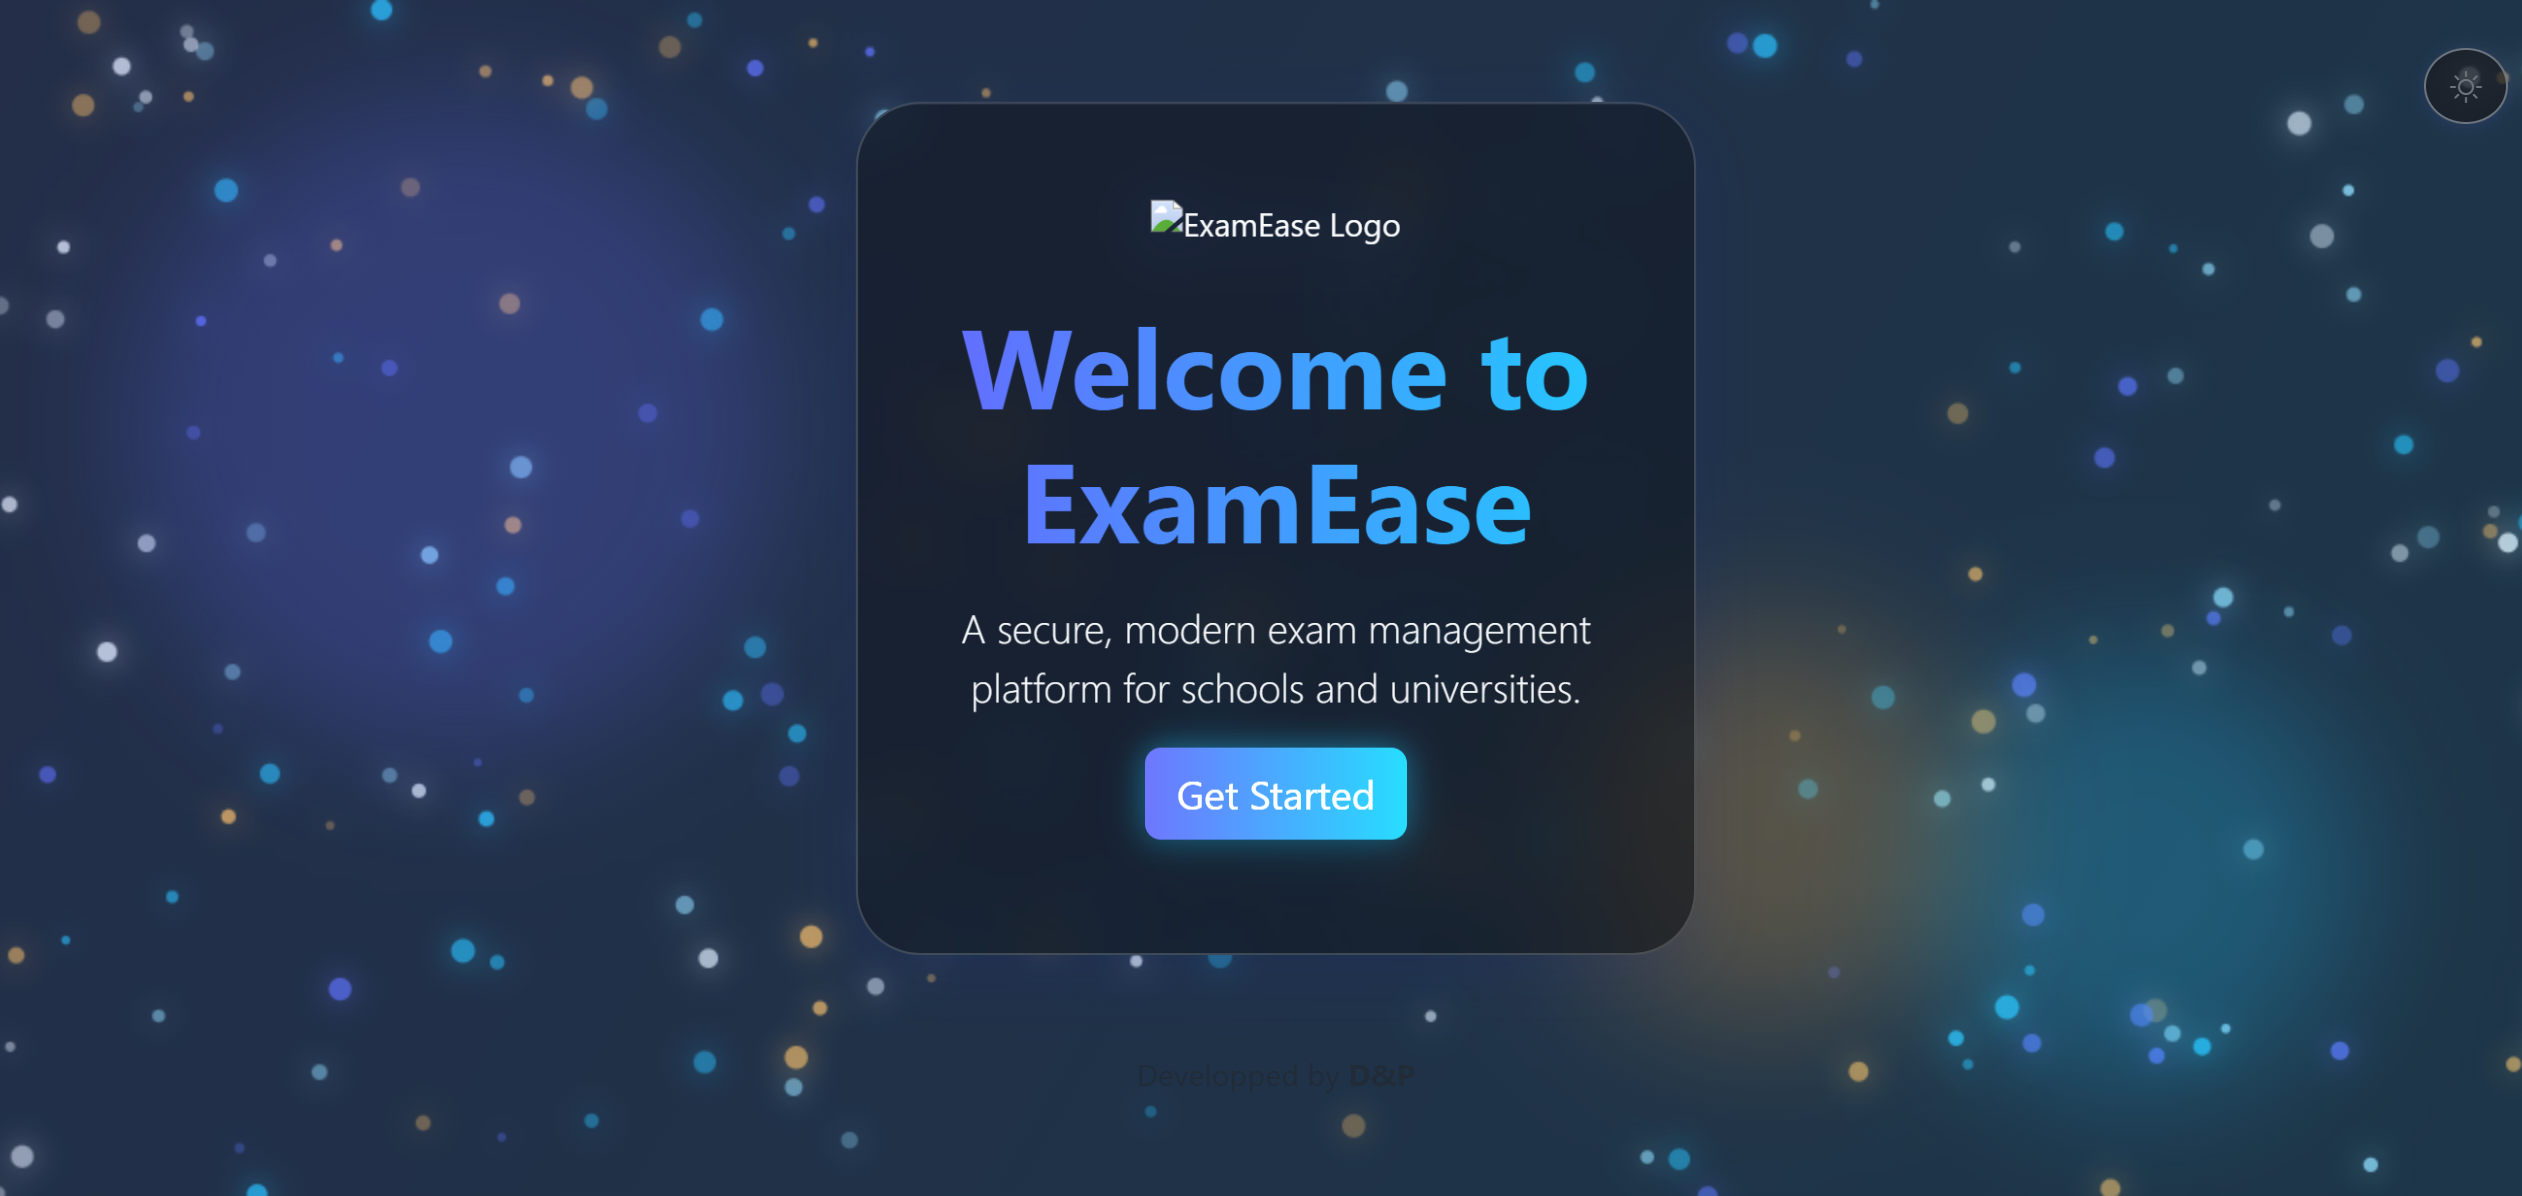 ExamEase Logo
Welcome to
ExamEase
A secure, modern exam management
platform for schools and universities.
Get Started
Developped by D&P